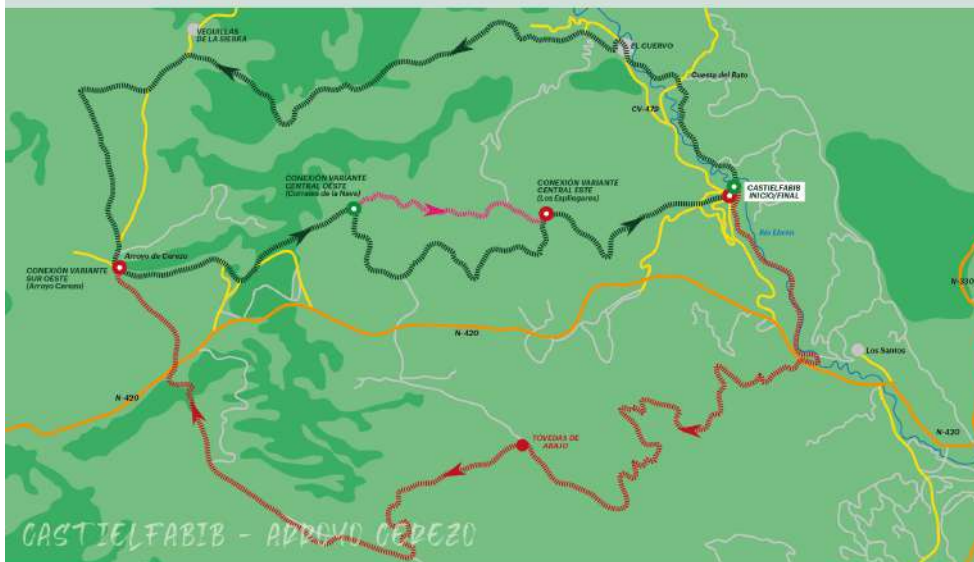 VEGUILLAS
DE LA SIERRA
EL CUERVO
Cuesta del Rato
CV-479
CONEXIÓN VARIANTE
CENTRAL OESTE
(Corrales de la Nava)
CONEXIÓN VARIANTE
CENTRAL ESTE
(Los Espliegares)
CASTIELFABIB
INICIO/FINAL
Río Ebrón
Arroyo de Cerezo
CONEXIÓN VARIANTE
SUR OESTE
(Arroyo Cerezo)
N-330
N-420
Los Santos
N-420
N-420
TOVEDAS DE
ABAJO
CASTIELFABIB - ARROYO CEREZO